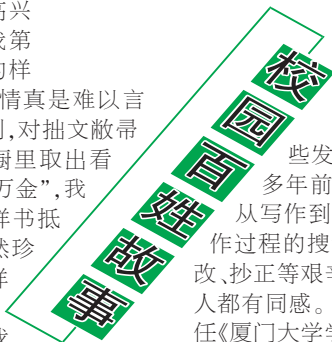 高兴
我第
的样
情真是难以言
,对拙文敝帚
厨里取出看
万金”,我
样书抵
然珍
样
校园百姓故事
些发
多年前
从写作到
作过程的搜
改、抄正等艰辛
人都有同感。
任《厦门大学学